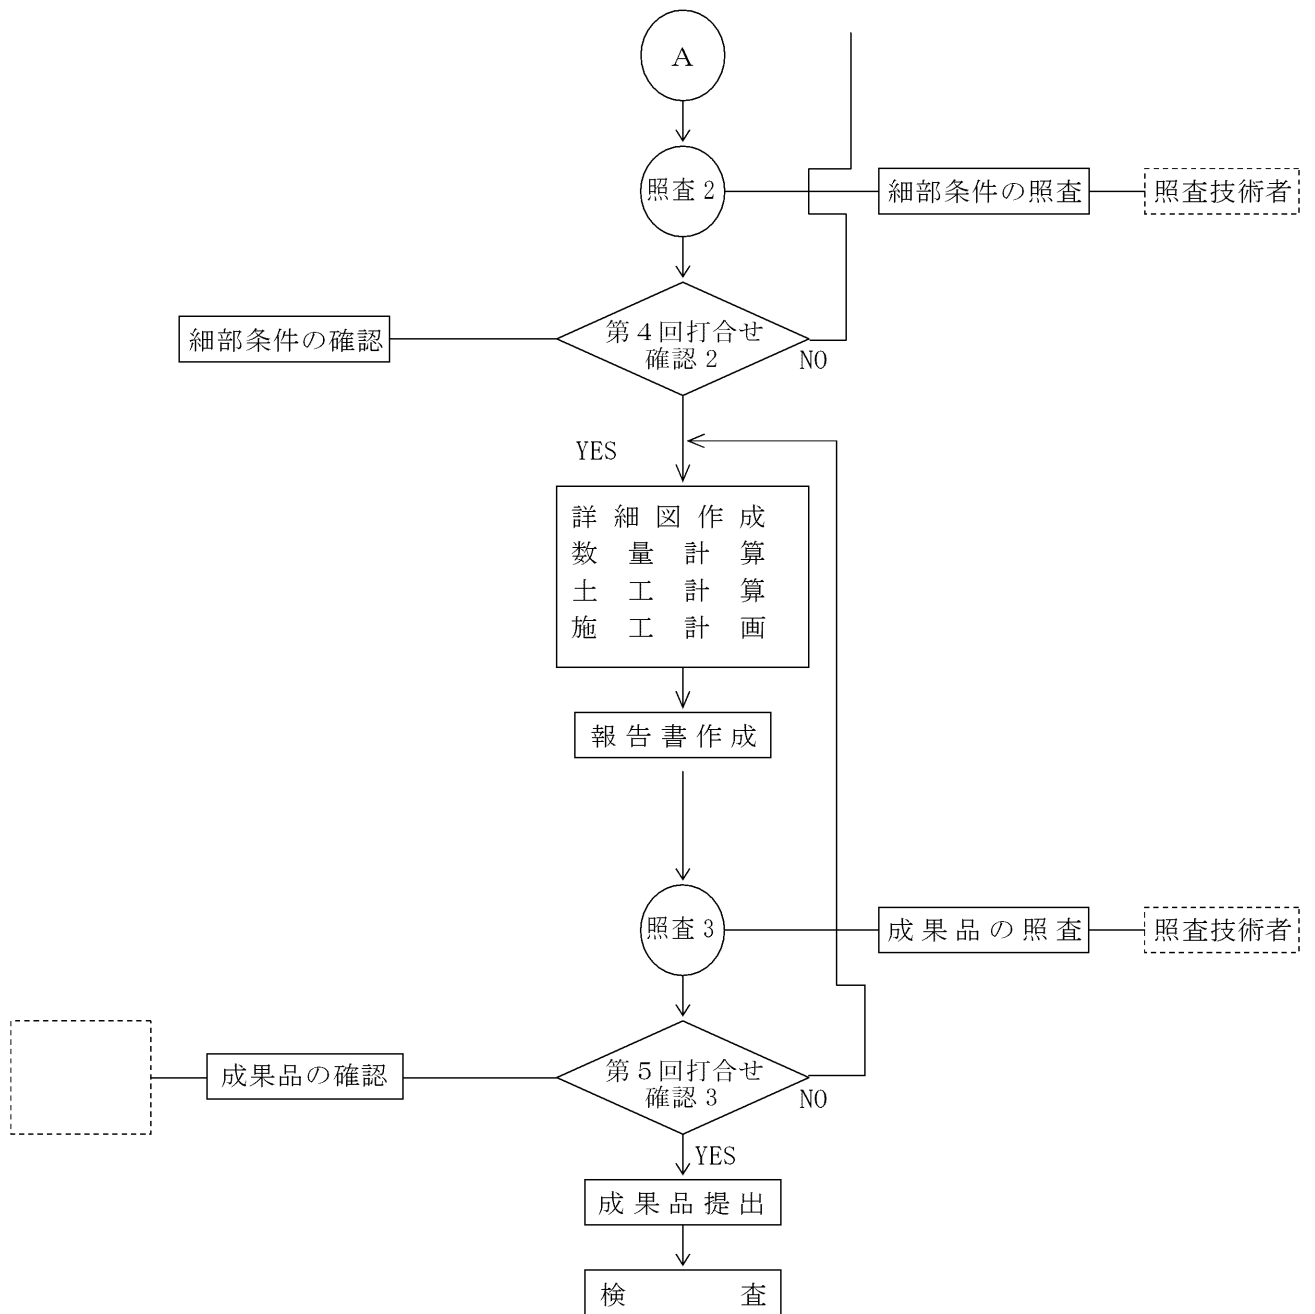 A
照査2
細部条件の照査
照査技術者
細部条件の確認
第4回打合せ
確認2
NO
YES
詳細図作成
数量計算
土工計算
施工計画
報告書作成
照査3
成果品の照査
照査技術者
成果品の確認
第5回打合せ
確認3
NO
YES
成果品提出
検査